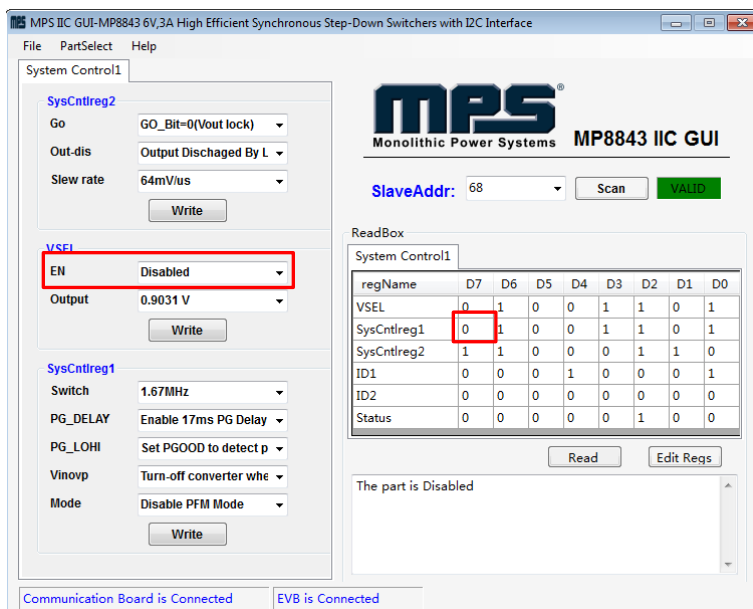 MPS IIC GUI-MP8843 6V,3A High Efficient Synchronous Step-Down Switchers with I2C Interface
File PartSelect Help
System Control1
SysCntlreg2
Go GO_Bit=0(Vout lock)
Out-dis Output Dischaged By L
Slew rate 64mV/us
Write
VSEL
EN Disabled
Output 0.9031 V
Write
SysCntlreg1
Switch 1.67MHz
PG_DELAY Enable 17ms PG Delay
PG_LOHI Set PGOOD to detect p
Vinovp Turn-off converter whe
Mode Disable PFM Mode
Write
mPS®
Monolithic Power Systems MP8843 IIC GUI
SlaveAddr: 68 Scan VALID
ReadBox
System Control1
regName D7 D6 D5 D4 D3 D2 D1 D0
VSEL 0 1 0 0 1 1 0 1
SysCntlreg1 0 1 0 0 1 1 0 1
SysCntlreg2 1 1 0 0 0 1 1 0
ID1 0 0 0 1 0 0 0 1
ID2 0 0 0 0 0 0 0 0
Status 0 0 0 0 0 1 0 0
Read Edit Regs
The part is Disabled
Communication Board is Connected EVB is Connected